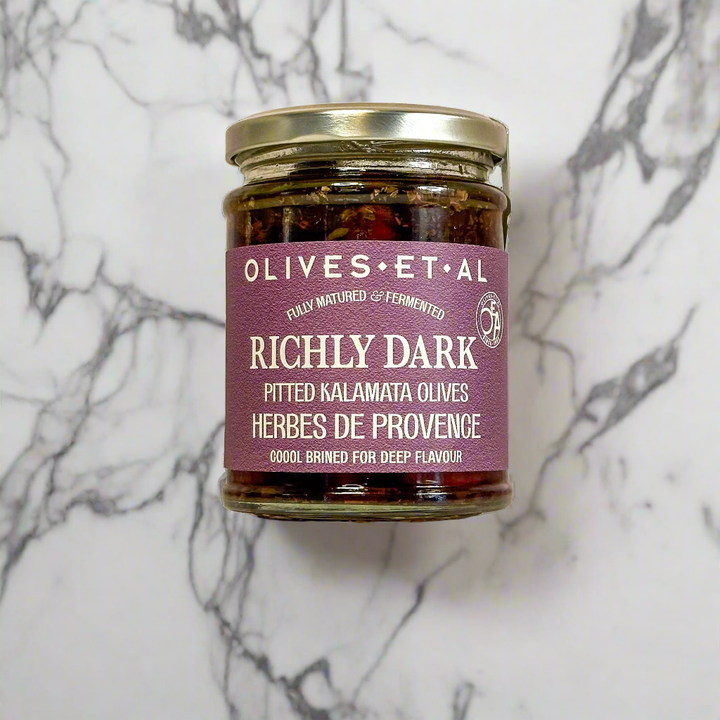 OLIVES·ET·AL
FULLY MATURED & FERMENTED
RICHLY DARK
PITTED KALAMATA OLIVES
HERBES DE PROVENCE
COOOL BRINED FOR DEEP FLAVOUR